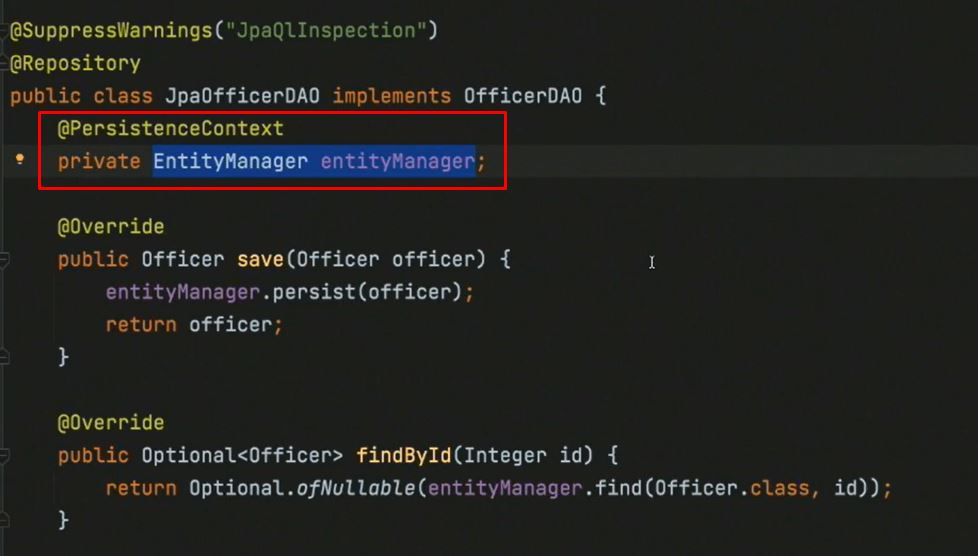 @SuppressWarnings("JpaQlInspection")
@Repository
public class JpaOfficerDAO implements OfficerDAO {
    @PersistenceContext
    private EntityManager entityManager;
    @Override
    public Officer save(Officer officer) {
        entityManager.persist(officer);
        return officer;
    }
    @Override
    public Optional<Officer> findById(Integer id) {
        return Optional.ofNullable(entityManager.find(Officer.class, id));
    }